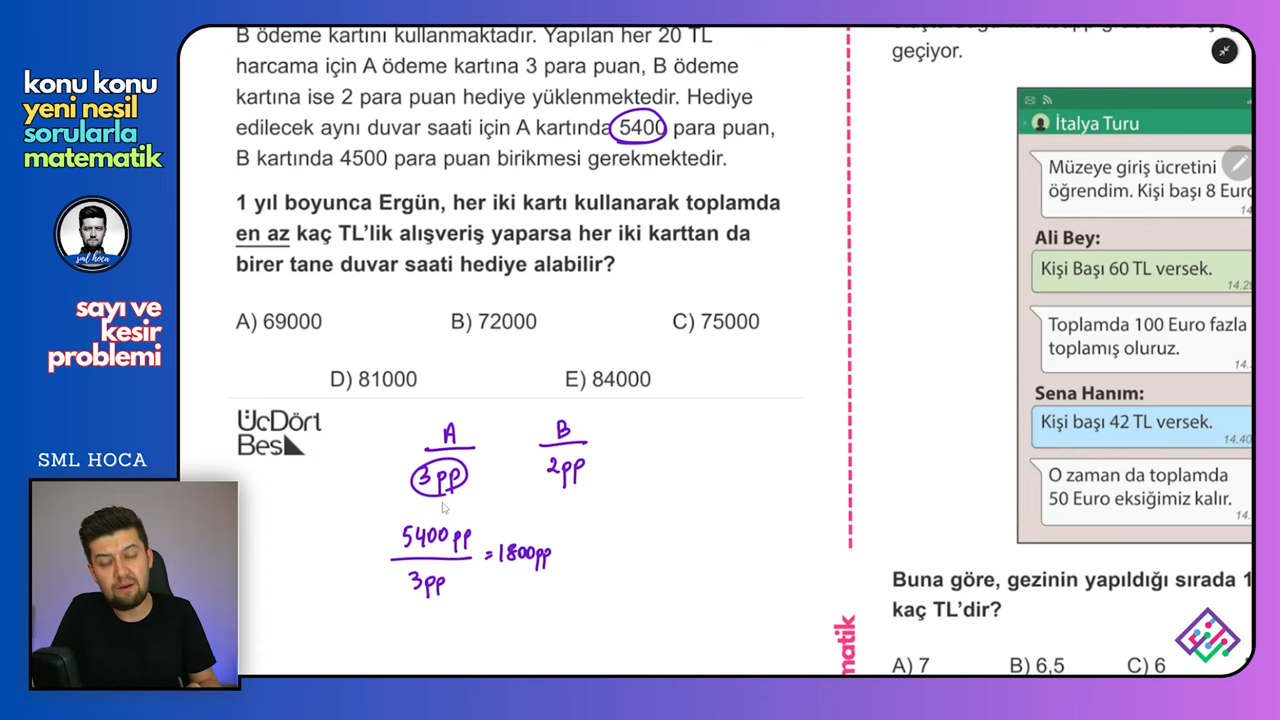 konu konu
yeni nesil
sorularla
matematik
sml hoca
sayı ve
kesir
problemi
SML HOCA
B ödeme kartını kullanmaktadır. Yapılan her 20 TL
harcama için A ödeme kartına 3 para puan, B ödeme
kartına ise 2 para puan hediye yüklenmektedir. Hediye
edilecek aynı duvar saati için A kartında 5400 para puan,
B kartında 4500 para puan birikmesi gerekmektedir.
1 yıl boyunca Ergün, her iki kartı kullanarak toplamda
en az kaç TL'lik alışveriş yaparsa her iki karttan da
birer tane duvar saati hediye alabilir?
A) 69000 B) 72000 C) 75000
D) 81000 E) 84000
ÜçDört
Beş
A B
3pp 2pp
5400pp
3pp
=1800pp
geçiyor.
İtalya Turu
Müzeye giriş ücretini
öğrendim. Kişi başı 8 Euro
Ali Bey:
Kişi Başı 60 TL versek.
14.29
Toplamda 100 Euro fazla
toplamış oluruz.
Sena Hanım:
Kişi başı 42 TL versek.
14.40
O zaman da toplamda
50 Euro eksiğimiz kalır.
Buna göre, gezinin yapıldığı sırada 1
kaç TL'dir?
A) 7 B) 6,5 C) 6
matik